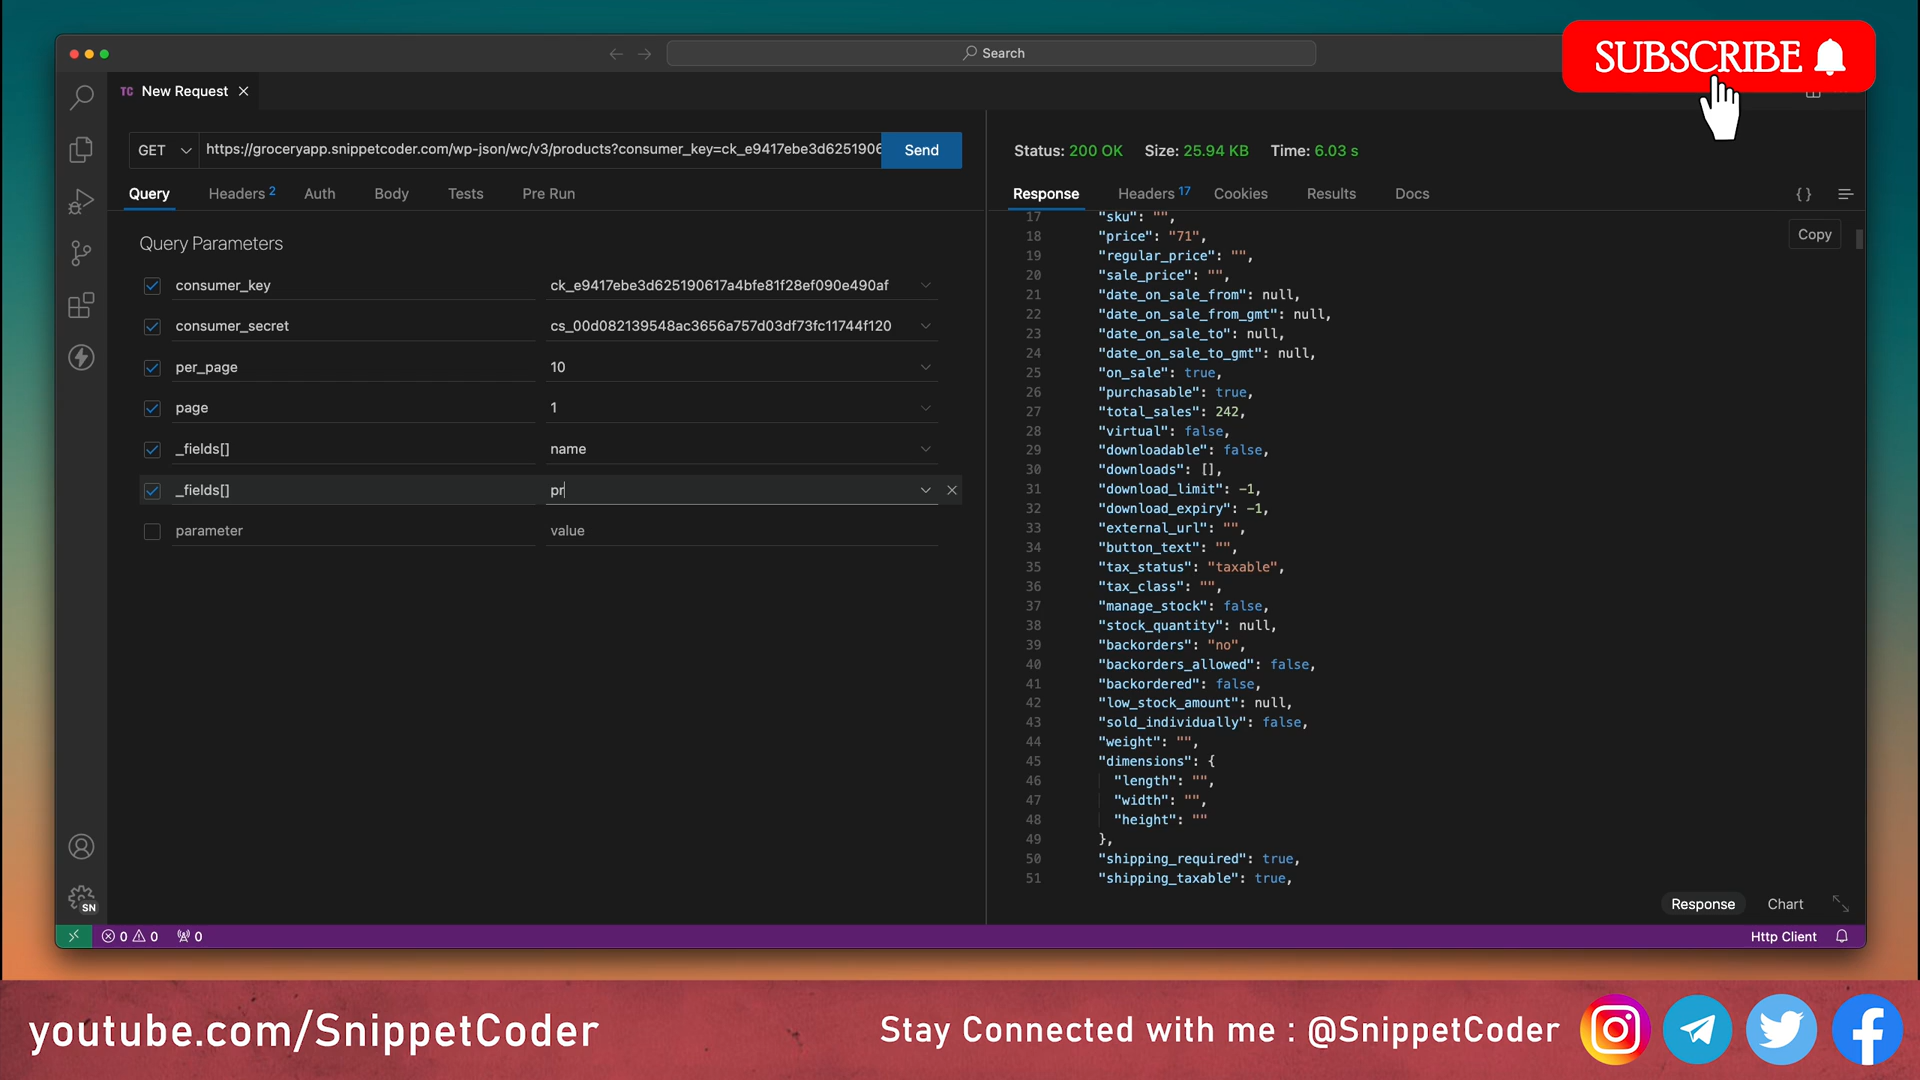 SUBSCRIBE
Search
TC New Request
GET
https://groceryapp.snippetcoder.com/wp-json/wc/v3/products?consumer_key=ck_e9417ebe3d6251906
Send
Query Headers 2 Auth Body Tests Pre Run
Query Parameters
consumer_key ck_e9417ebe3d625190617a4bfe81f28ef090e490af
consumer_secret cs_00d082139548ac3656a757d03df73fc11744f120
per_page 10
page 1
_fields[] name
_fields[] pr
parameter value
Status: 200 OK Size: 25.94 KB Time: 6.03 s
Response Headers 17 Cookies Results Docs
{ }
Copy
17 "sku": "",
18 "price": "71",
19 "regular_price": "",
20 "sale_price": "",
21 "date_on_sale_from": null,
22 "date_on_sale_from_gmt": null,
23 "date_on_sale_to": null,
24 "date_on_sale_to_gmt": null,
25 "on_sale": true,
26 "purchasable": true,
27 "total_sales": 242,
28 "virtual": false,
29 "downloadable": false,
30 "downloads": [],
31 "download_limit": -1,
32 "download_expiry": -1,
33 "external_url": "",
34 "button_text": "",
35 "tax_status": "taxable",
36 "tax_class": "",
37 "manage_stock": false,
38 "stock_quantity": null,
39 "backorders": "no",
40 "backorders_allowed": false,
41 "backordered": false,
42 "low_stock_amount": null,
43 "sold_individually": false,
44 "weight": "",
45 "dimensions": {
46 "length": "",
47 "width": "",
48 "height": ""
49 },
50 "shipping_required": true,
51 "shipping_taxable": true,
Response Chart
SN
0 0 0
Http Client
youtube.com/SnippetCoder
Stay Connected with me : @SnippetCoder